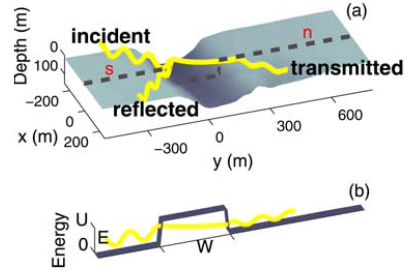 (a)
incident
n
Depth (m)
0
100
s
transmitted
−200
reflected
0
x (m)
200
−300
0
300
600
y (m)
(b)
Energy
U
E
0
W